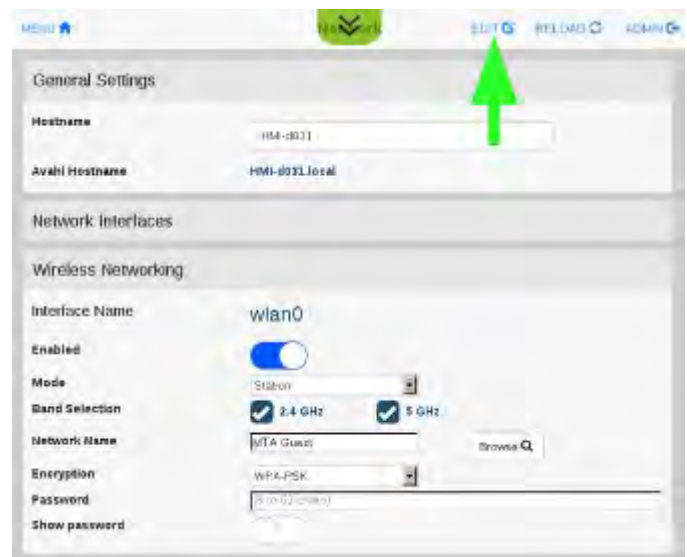 MENU Network EDIT RELOAD ADMIN
General Settings
Hostname
HMI-d031
Avahi Hostname HMI-d031.local
Network Interfaces
Wireless Networking
Interface Name wlan0
Enabled
Mode Station
Band Selection 2.4 GHz 5 GHz
Network Name MTA Guest Browse
Encryption WPA-PSK
Password
Show password